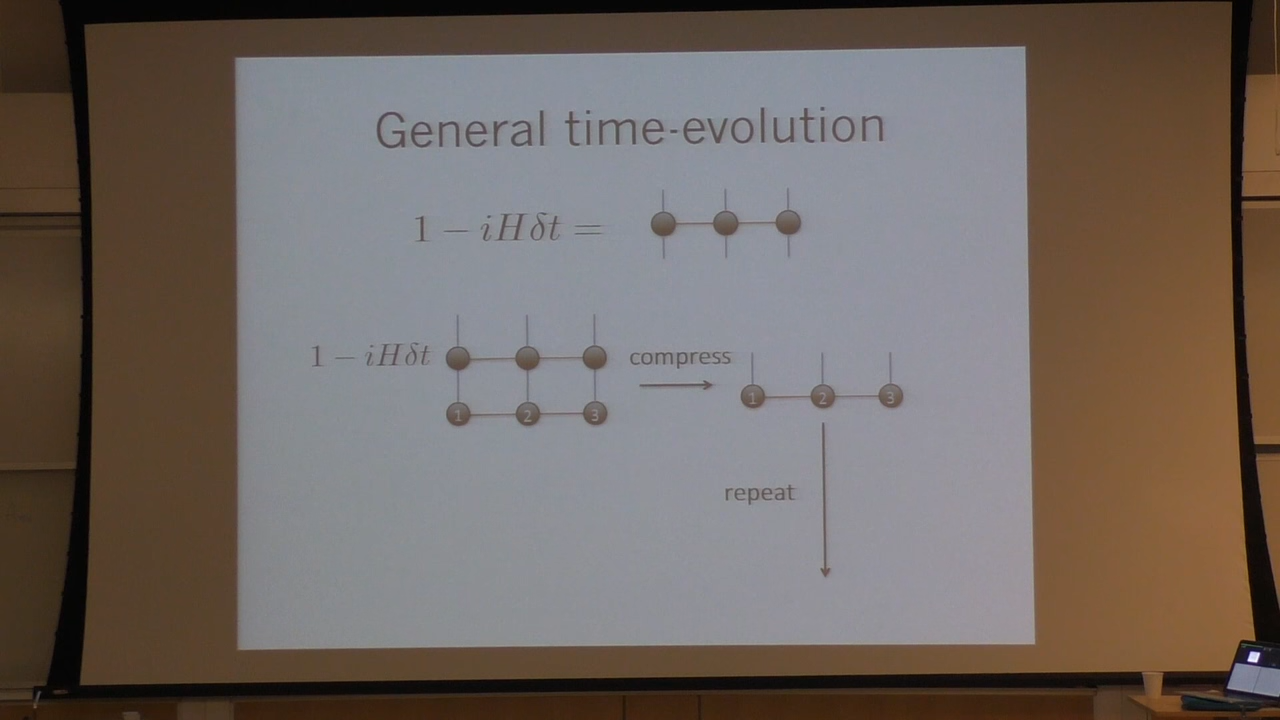 General time-evolution
1 − iHδt =
1 − iHδt
compress
1 2 3
1 2 3
repeat